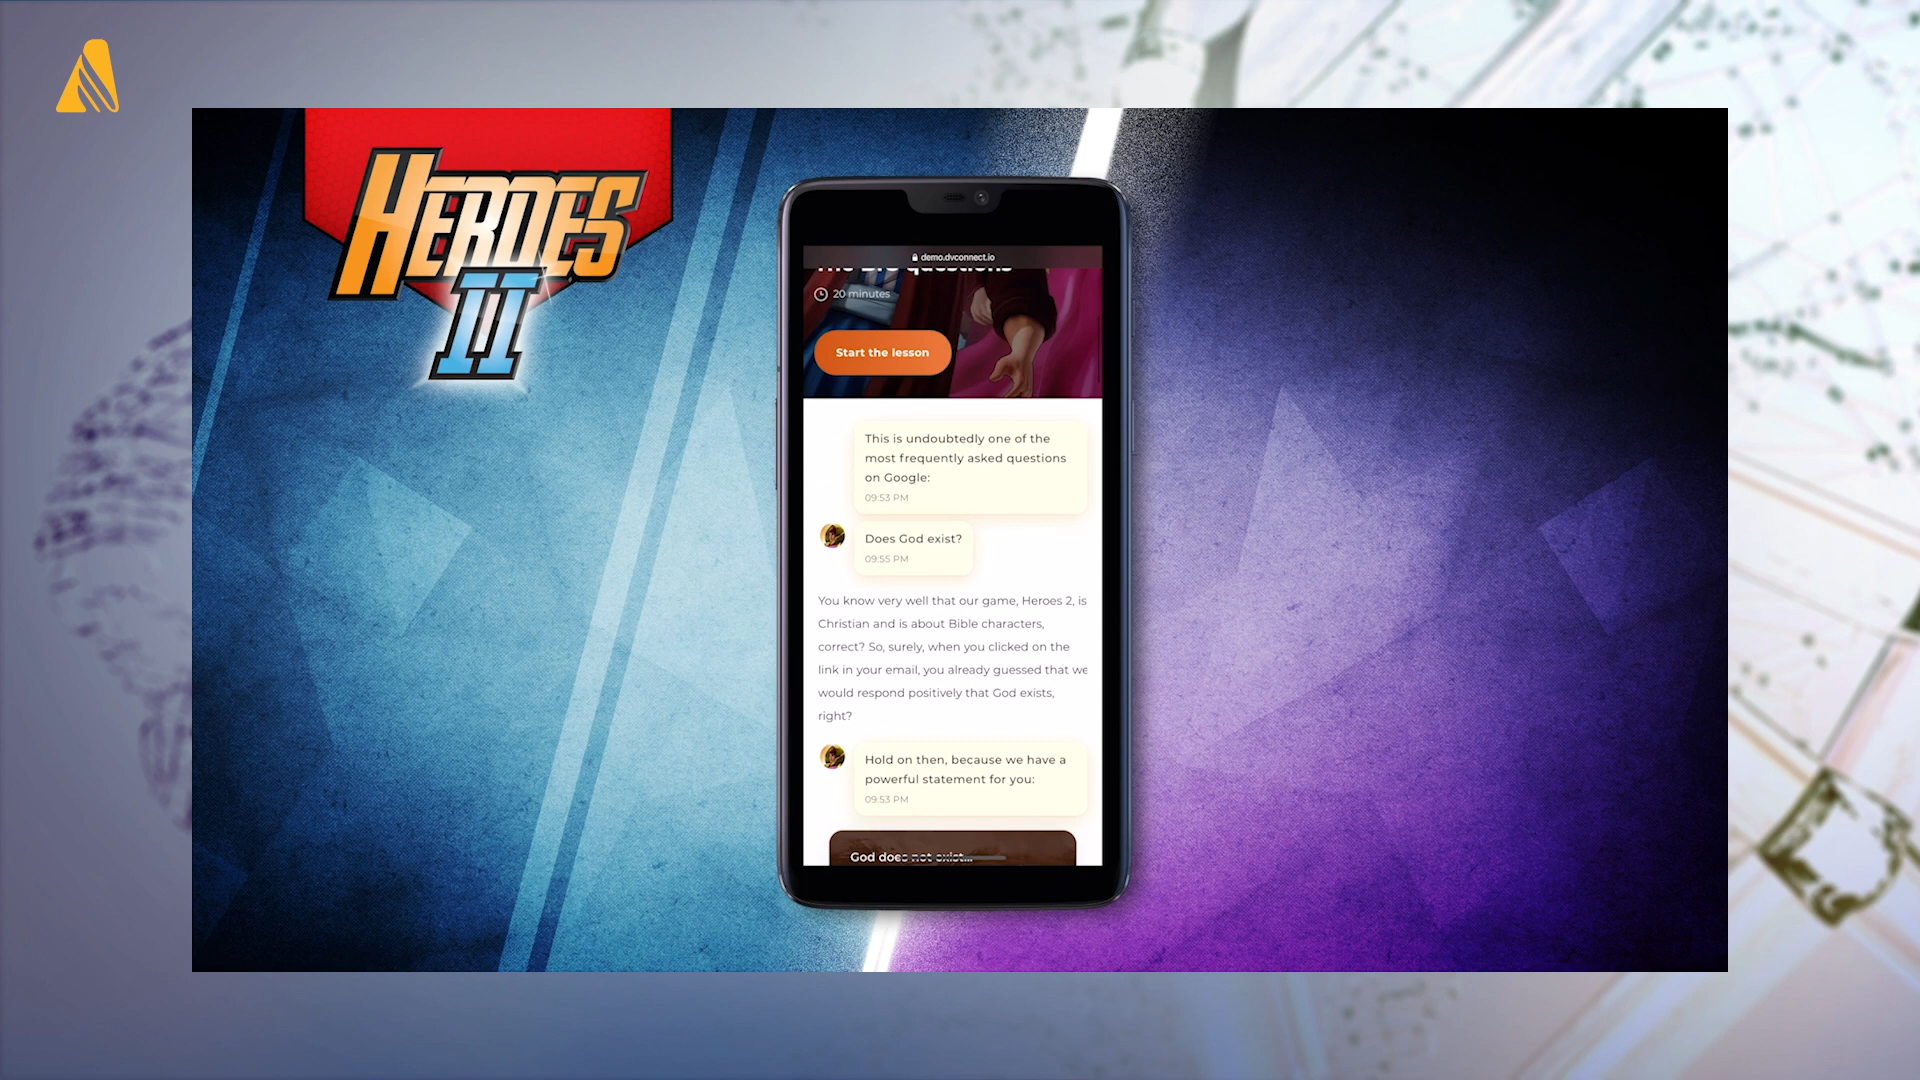 HEROES
II
demo.dvconnect.io
The BIG questions
20 minutes
Start the lesson
This is undoubtedly one of the
most frequently asked questions
on Google:
09:53 PM
Does God exist?
09:55 PM
You know very well that our game, Heroes 2, is
Christian and is about Bible characters,
correct? So, surely, when you clicked on the
link in your email, you already guessed that we
would respond positively that God exists,
right?
Hold on then, because we have a
powerful statement for you:
09:53 PM
God does not exist...